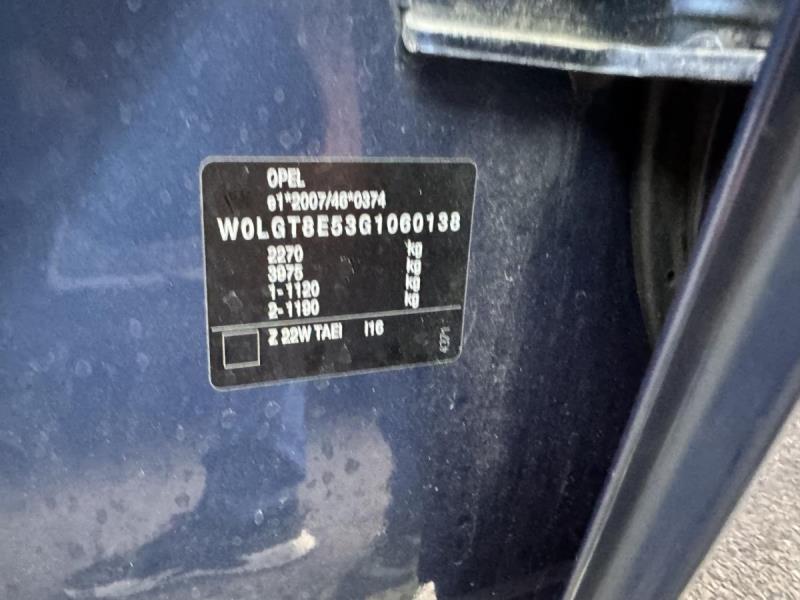 OPEL
e1*2007/46*0374
W0LGT8E53G1060138
2270 kg
3975 kg
1-1120 kg
2-1190 kg
Z 22W TAEI I16